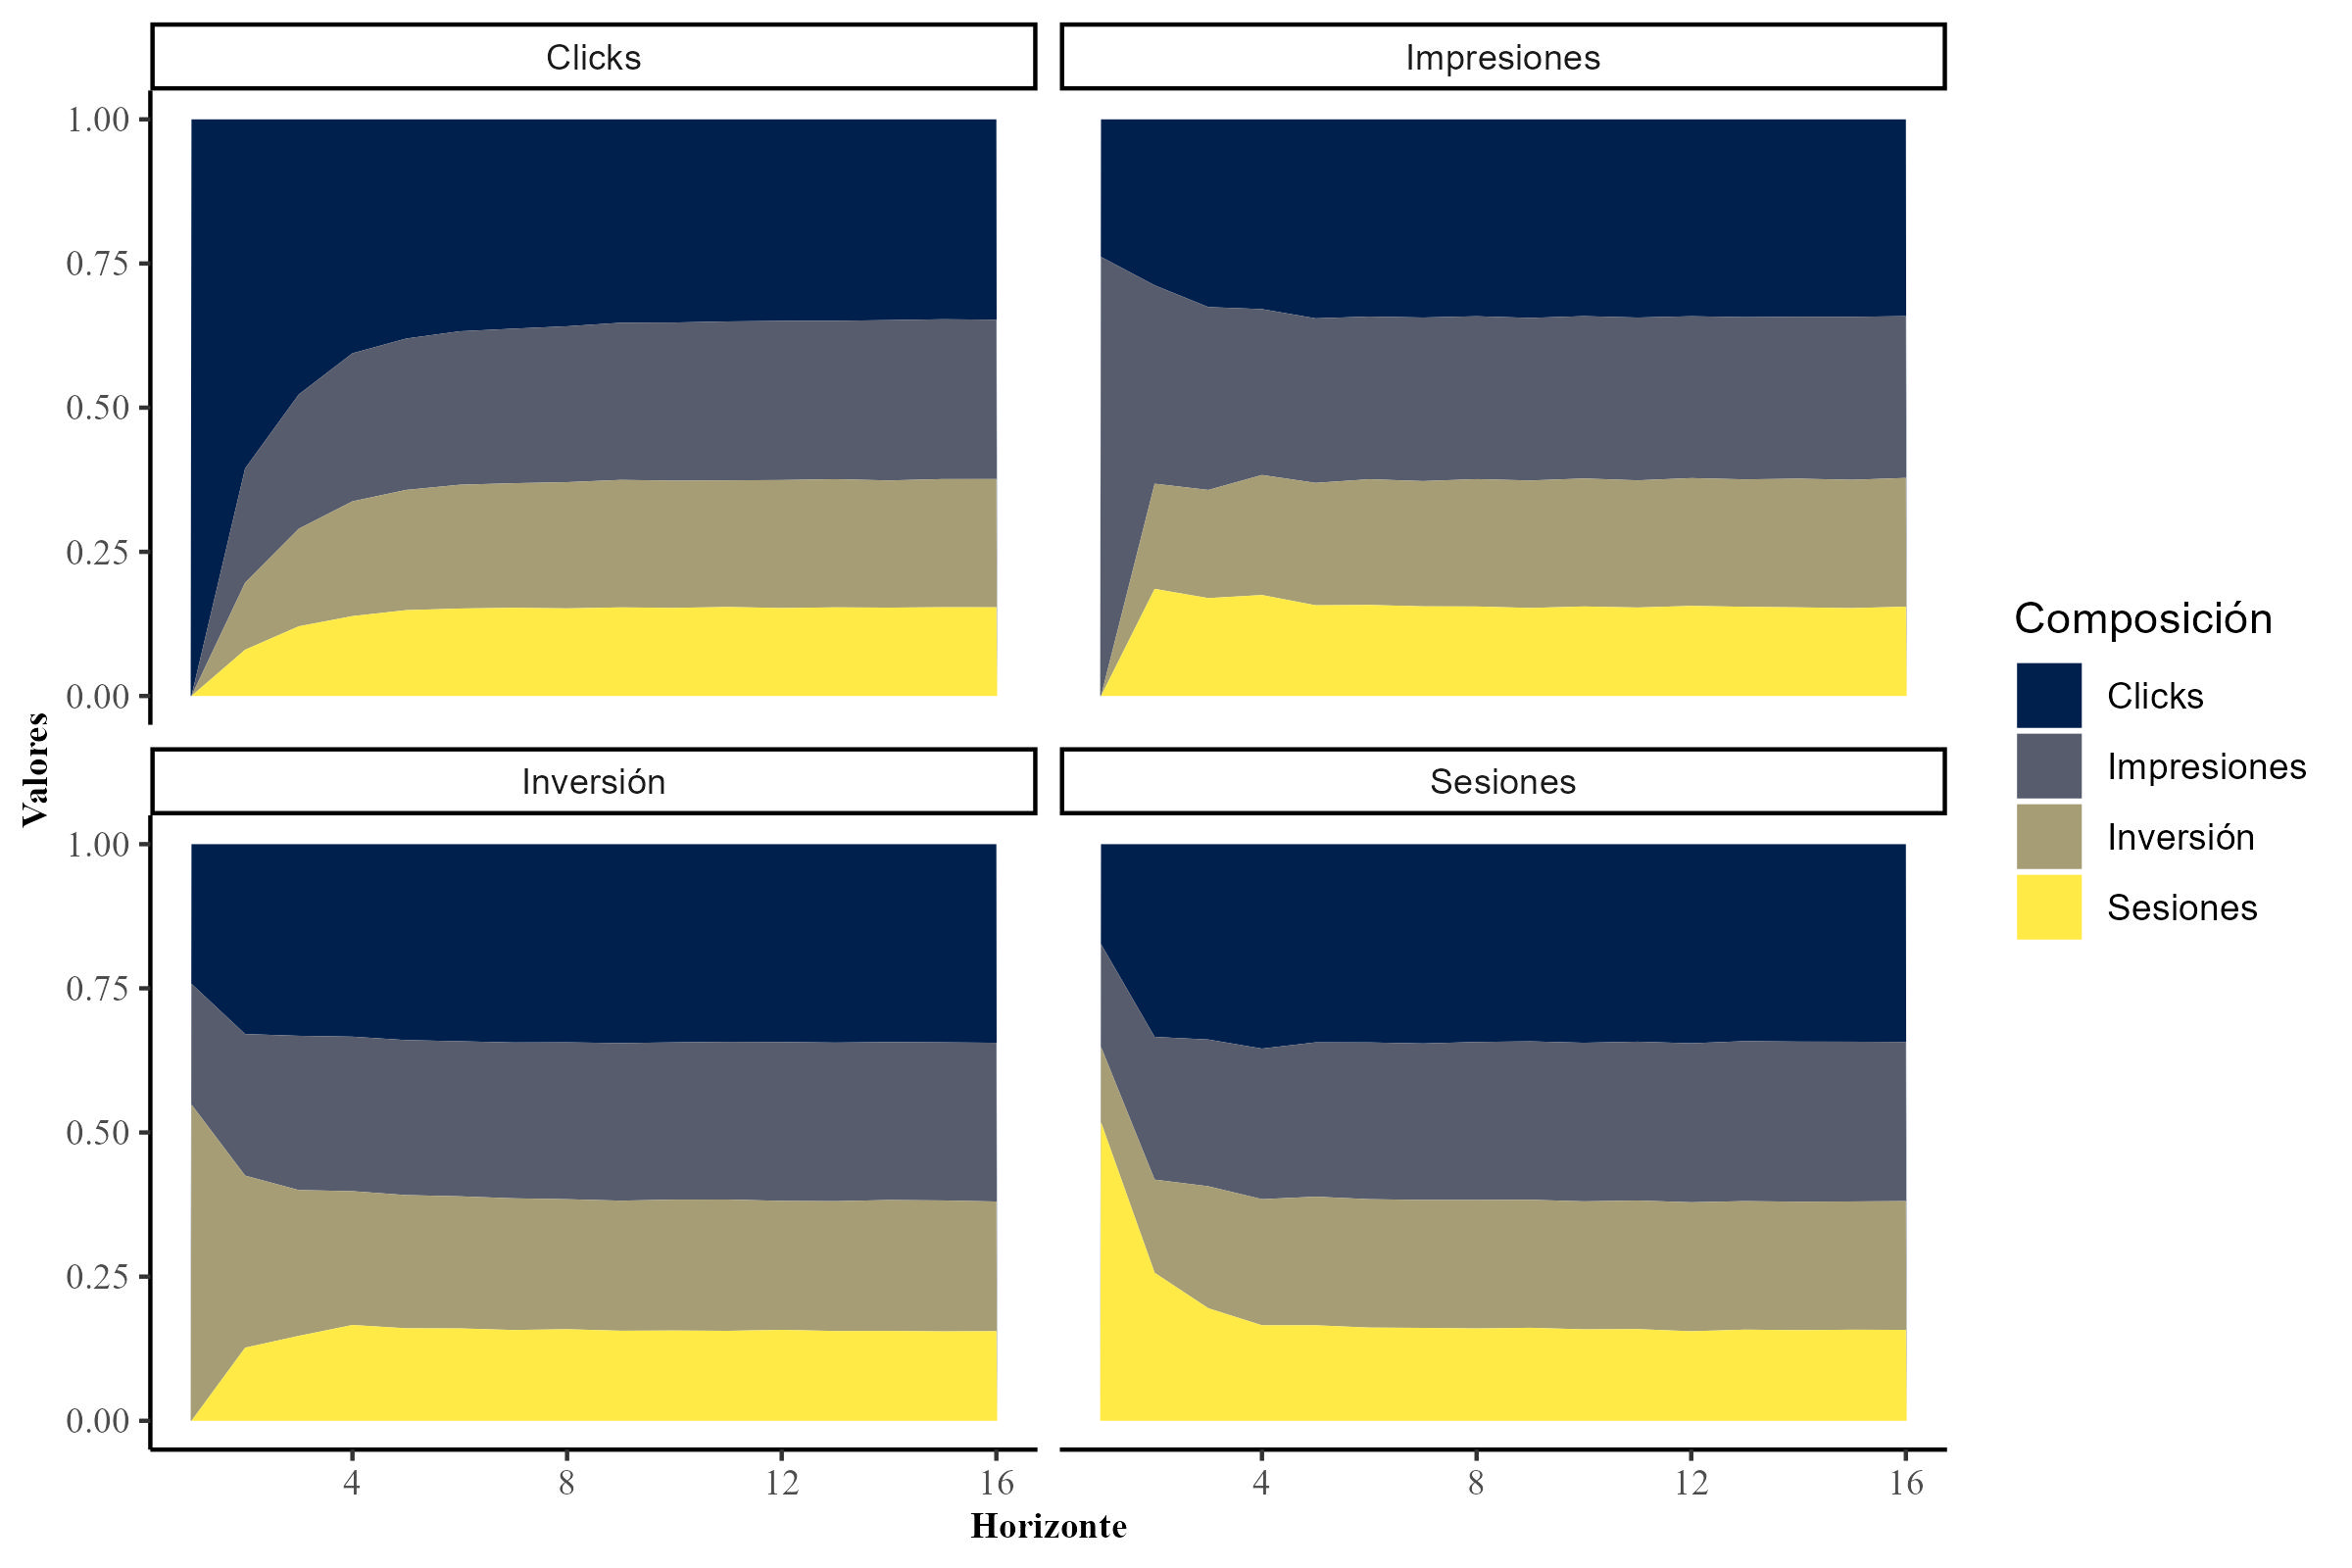 Clicks
Impresiones
1.00
0.75
0.50
0.25
0.00
Valores
Inversión
Sesiones
1.00
0.75
0.50
0.25
0.00
4
8
12
16
4
8
12
16
Horizonte
Composición
Clicks
Impresiones
Inversión
Sesiones